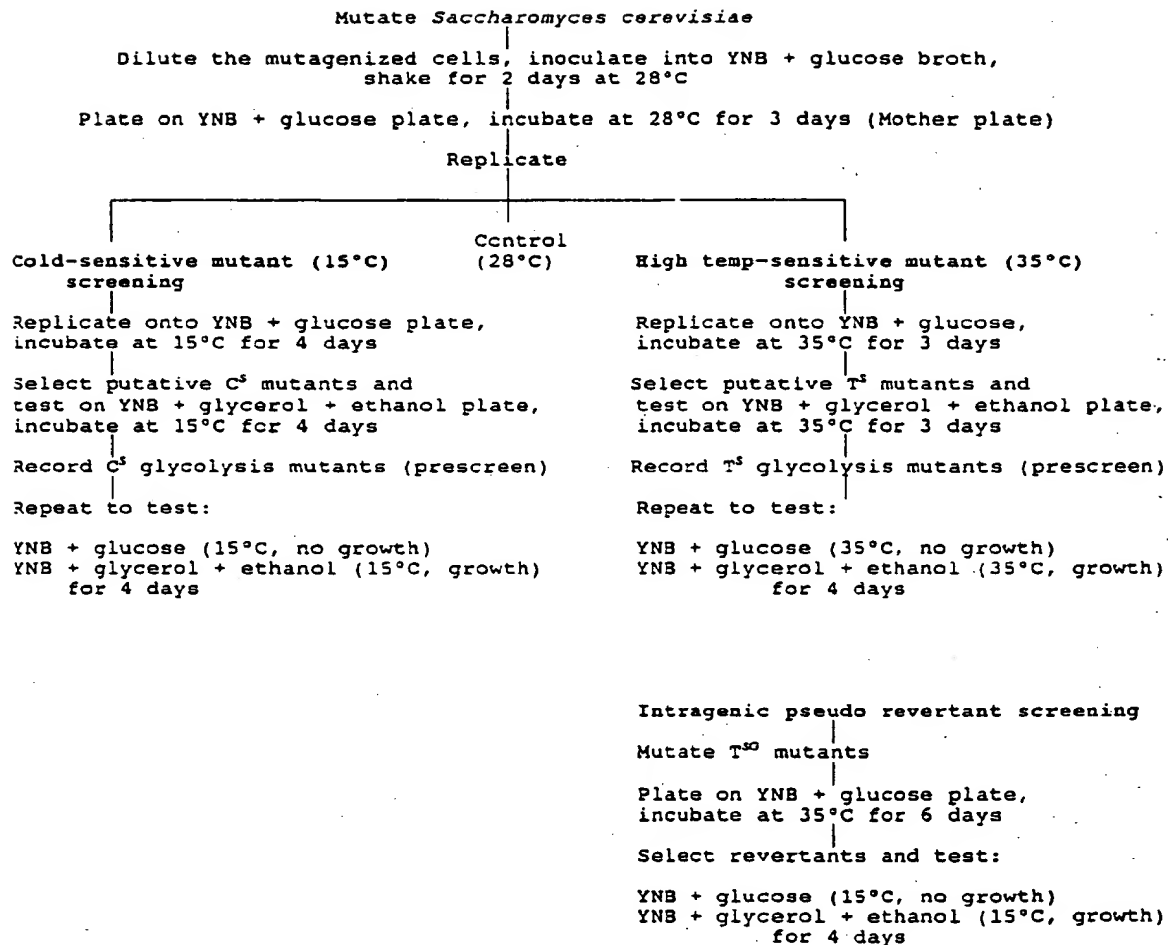 Mutate Saccharomyces cerevisiae
Dilute the mutagenized cells, inoculate into YNB + glucose broth,
shake for 2 days at 28°C
Plate on YNB + glucose plate, incubate at 28°C for 3 days (Mother plate)
Replicate
Control
(28°C)
Cold-sensitive mutant (15°C)
screening
Replicate onto YNB + glucose plate,
incubate at 15°C for 4 days
Select putative Cˢ mutants and
test on YNB + glycerol + ethanol plate,
incubate at 15°C for 4 days
Record Cˢ glycolysis mutants (prescreen)
Repeat to test:
YNB + glucose (15°C, no growth)
YNB + glycerol + ethanol (15°C, growth)
for 4 days
High temp-sensitive mutant (35°C)
screening
Replicate onto YNB + glucose,
incubate at 35°C for 3 days
Select putative Tˢ mutants and
test on YNB + glycerol + ethanol plate,
incubate at 35°C for 3 days
Record Tˢ glycolysis mutants (prescreen)
Repeat to test:
YNB + glucose (35°C, no growth)
YNB + glycerol + ethanol (35°C, growth)
for 4 days
Intragenic pseudo revertant screening
Mutate mutants
Plate on YNB + glucose plate,
incubate at 35°C for 6 days
Select revertants and test:
YNB + glucose (15°C, no growth)
YNB + glycerol + ethanol (15°C, growth)
for 4 days